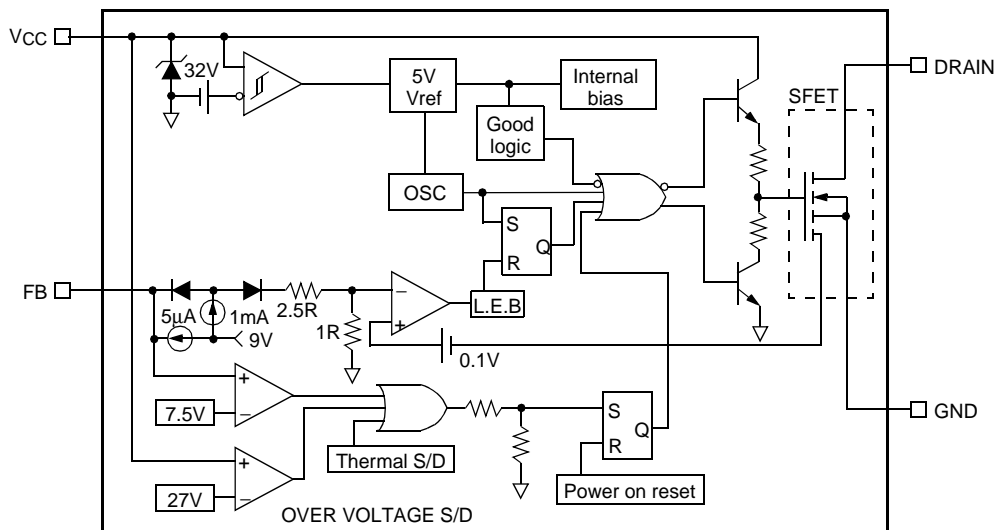 VCC
32V
5V
Vref
Internal
bias
Good
logic
OSC
DRAIN
SFET
S
R
Q
FB
5μA
1mA
9V
2.5R
1R
−
+
L.E.B
0.1V
+
−
7.5V
Thermal S/D
S
R
Q
GND
+
−
27V
Power on reset
OVER VOLTAGE S/D